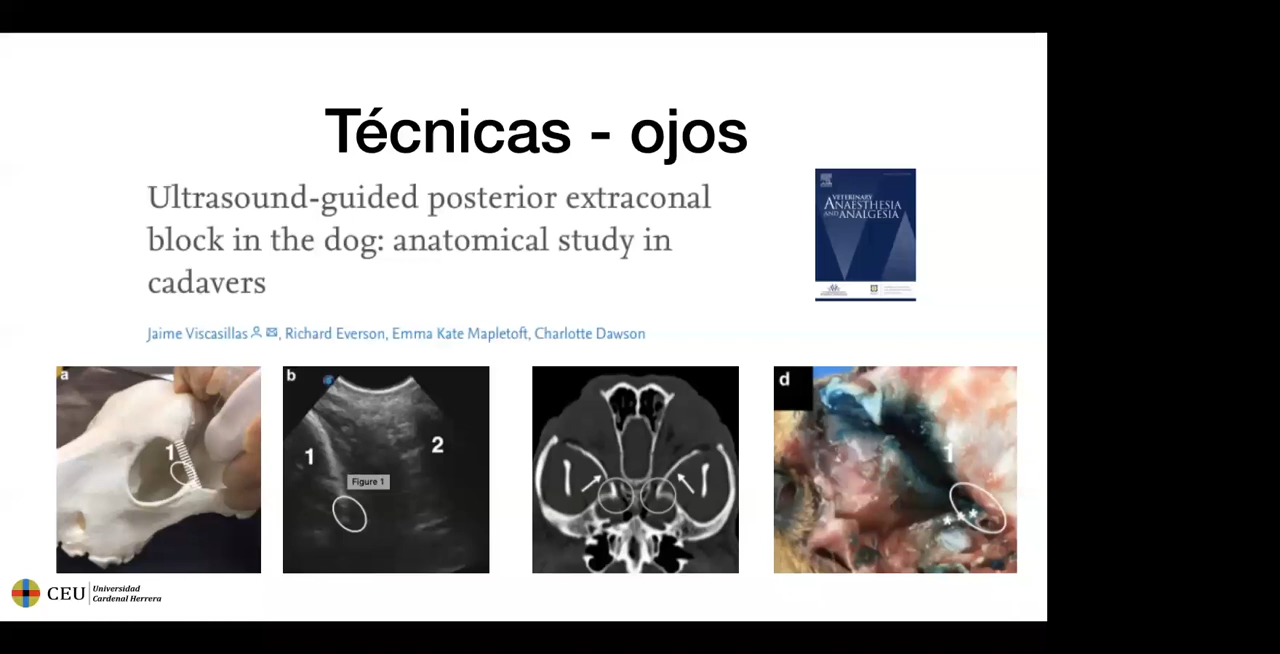 Técnicas - ojos
Ultrasound-guided posterior extraconal
block in the dog: anatomical study in
cadavers
VETERINARY
ANAESTHESIA
AND ANALGESIA
Jaime Viscasillas, Richard Everson, Emma Kate Mapletoft, Charlotte Dawson
a
1
b
1
2
Figure 1
d
1
***
CEU
Universidad
Cardenal Herrera